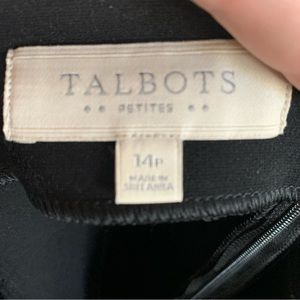 TALBOTS
PETITES
14P
MADE IN
SRI LANKA